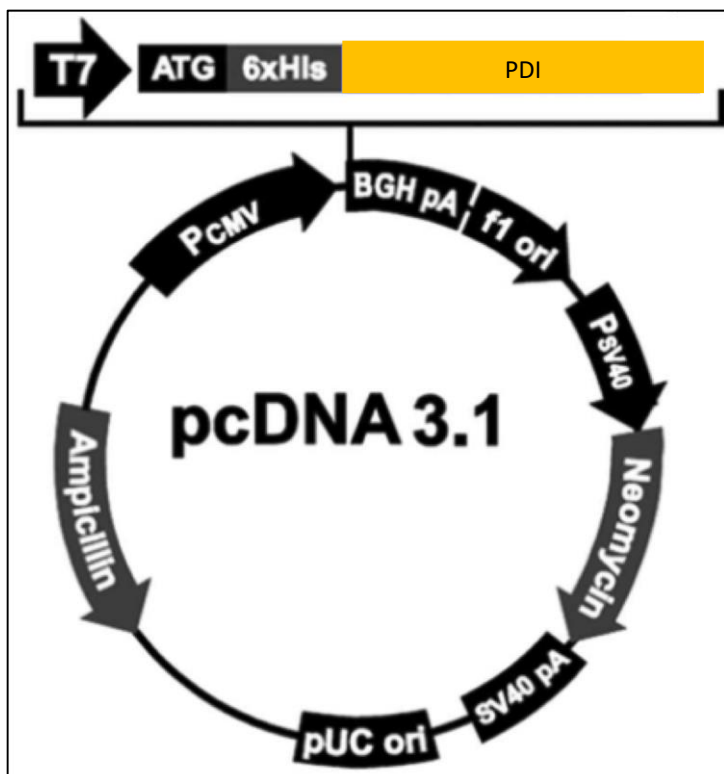 T7 ATG 6xHis PDI
PCMV
BGH pA
f1 ori
PSV40
pcDNA 3.1
Ampicillin
Neomycin
SV40 pA
pUC ori